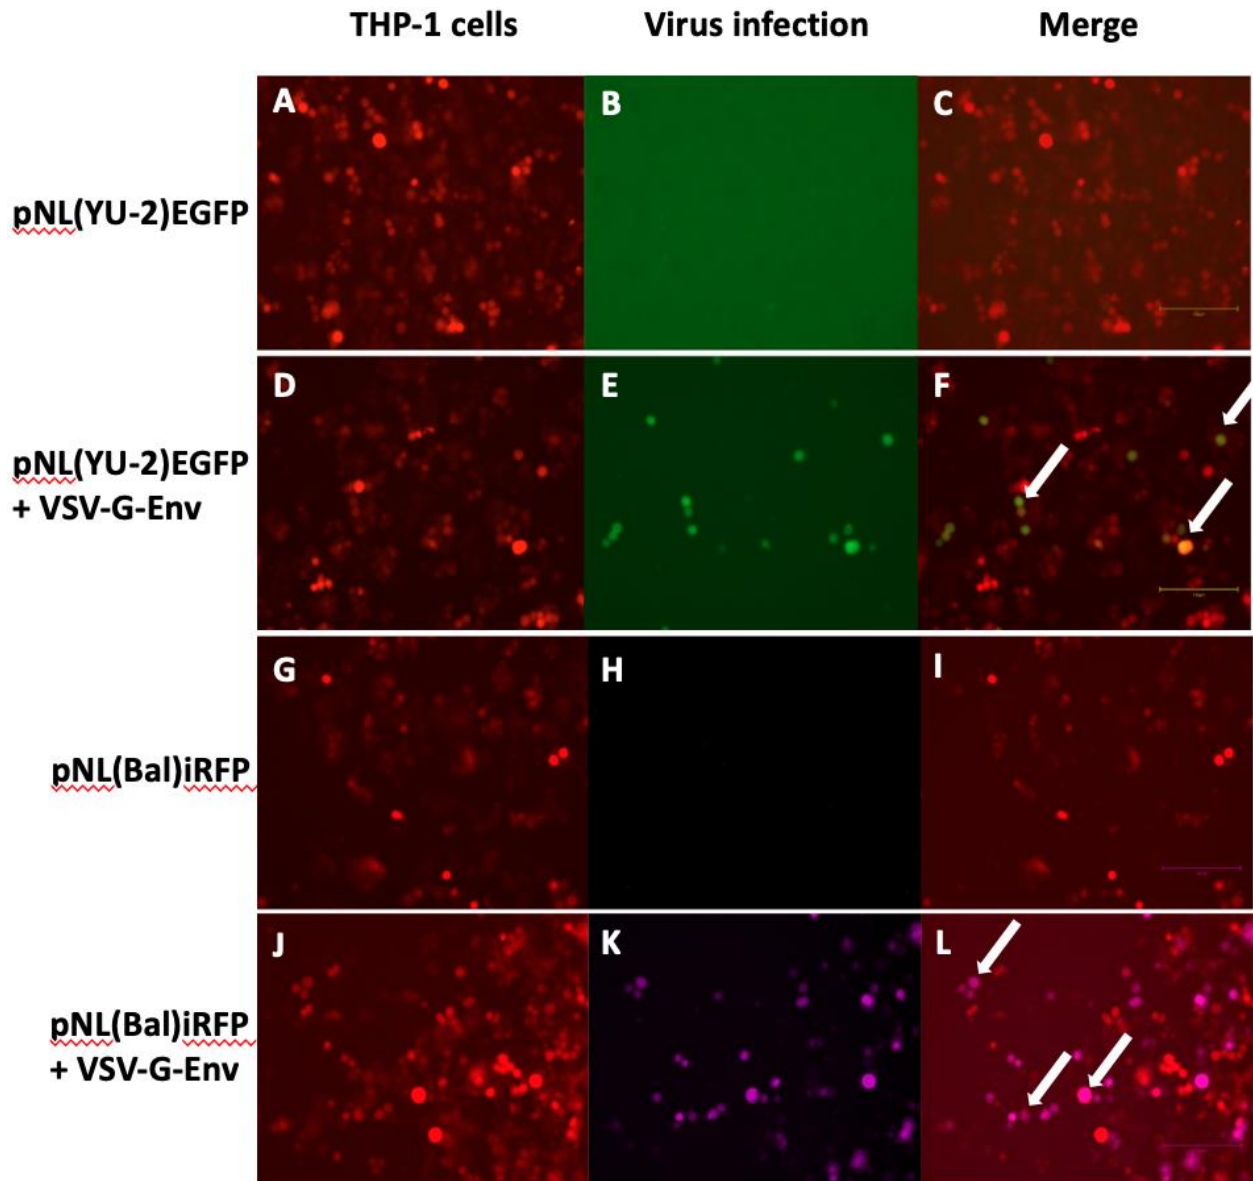 THP-1 cells Virus infection Merge
A B C
pNL(YU-2)EGFP
D E F
pNL(YU-2)EGFP
+ VSV-G-Env
G H I
pNL(Bal)iRFP
J K L
pNL(Bal)iRFP
+ VSV-G-Env